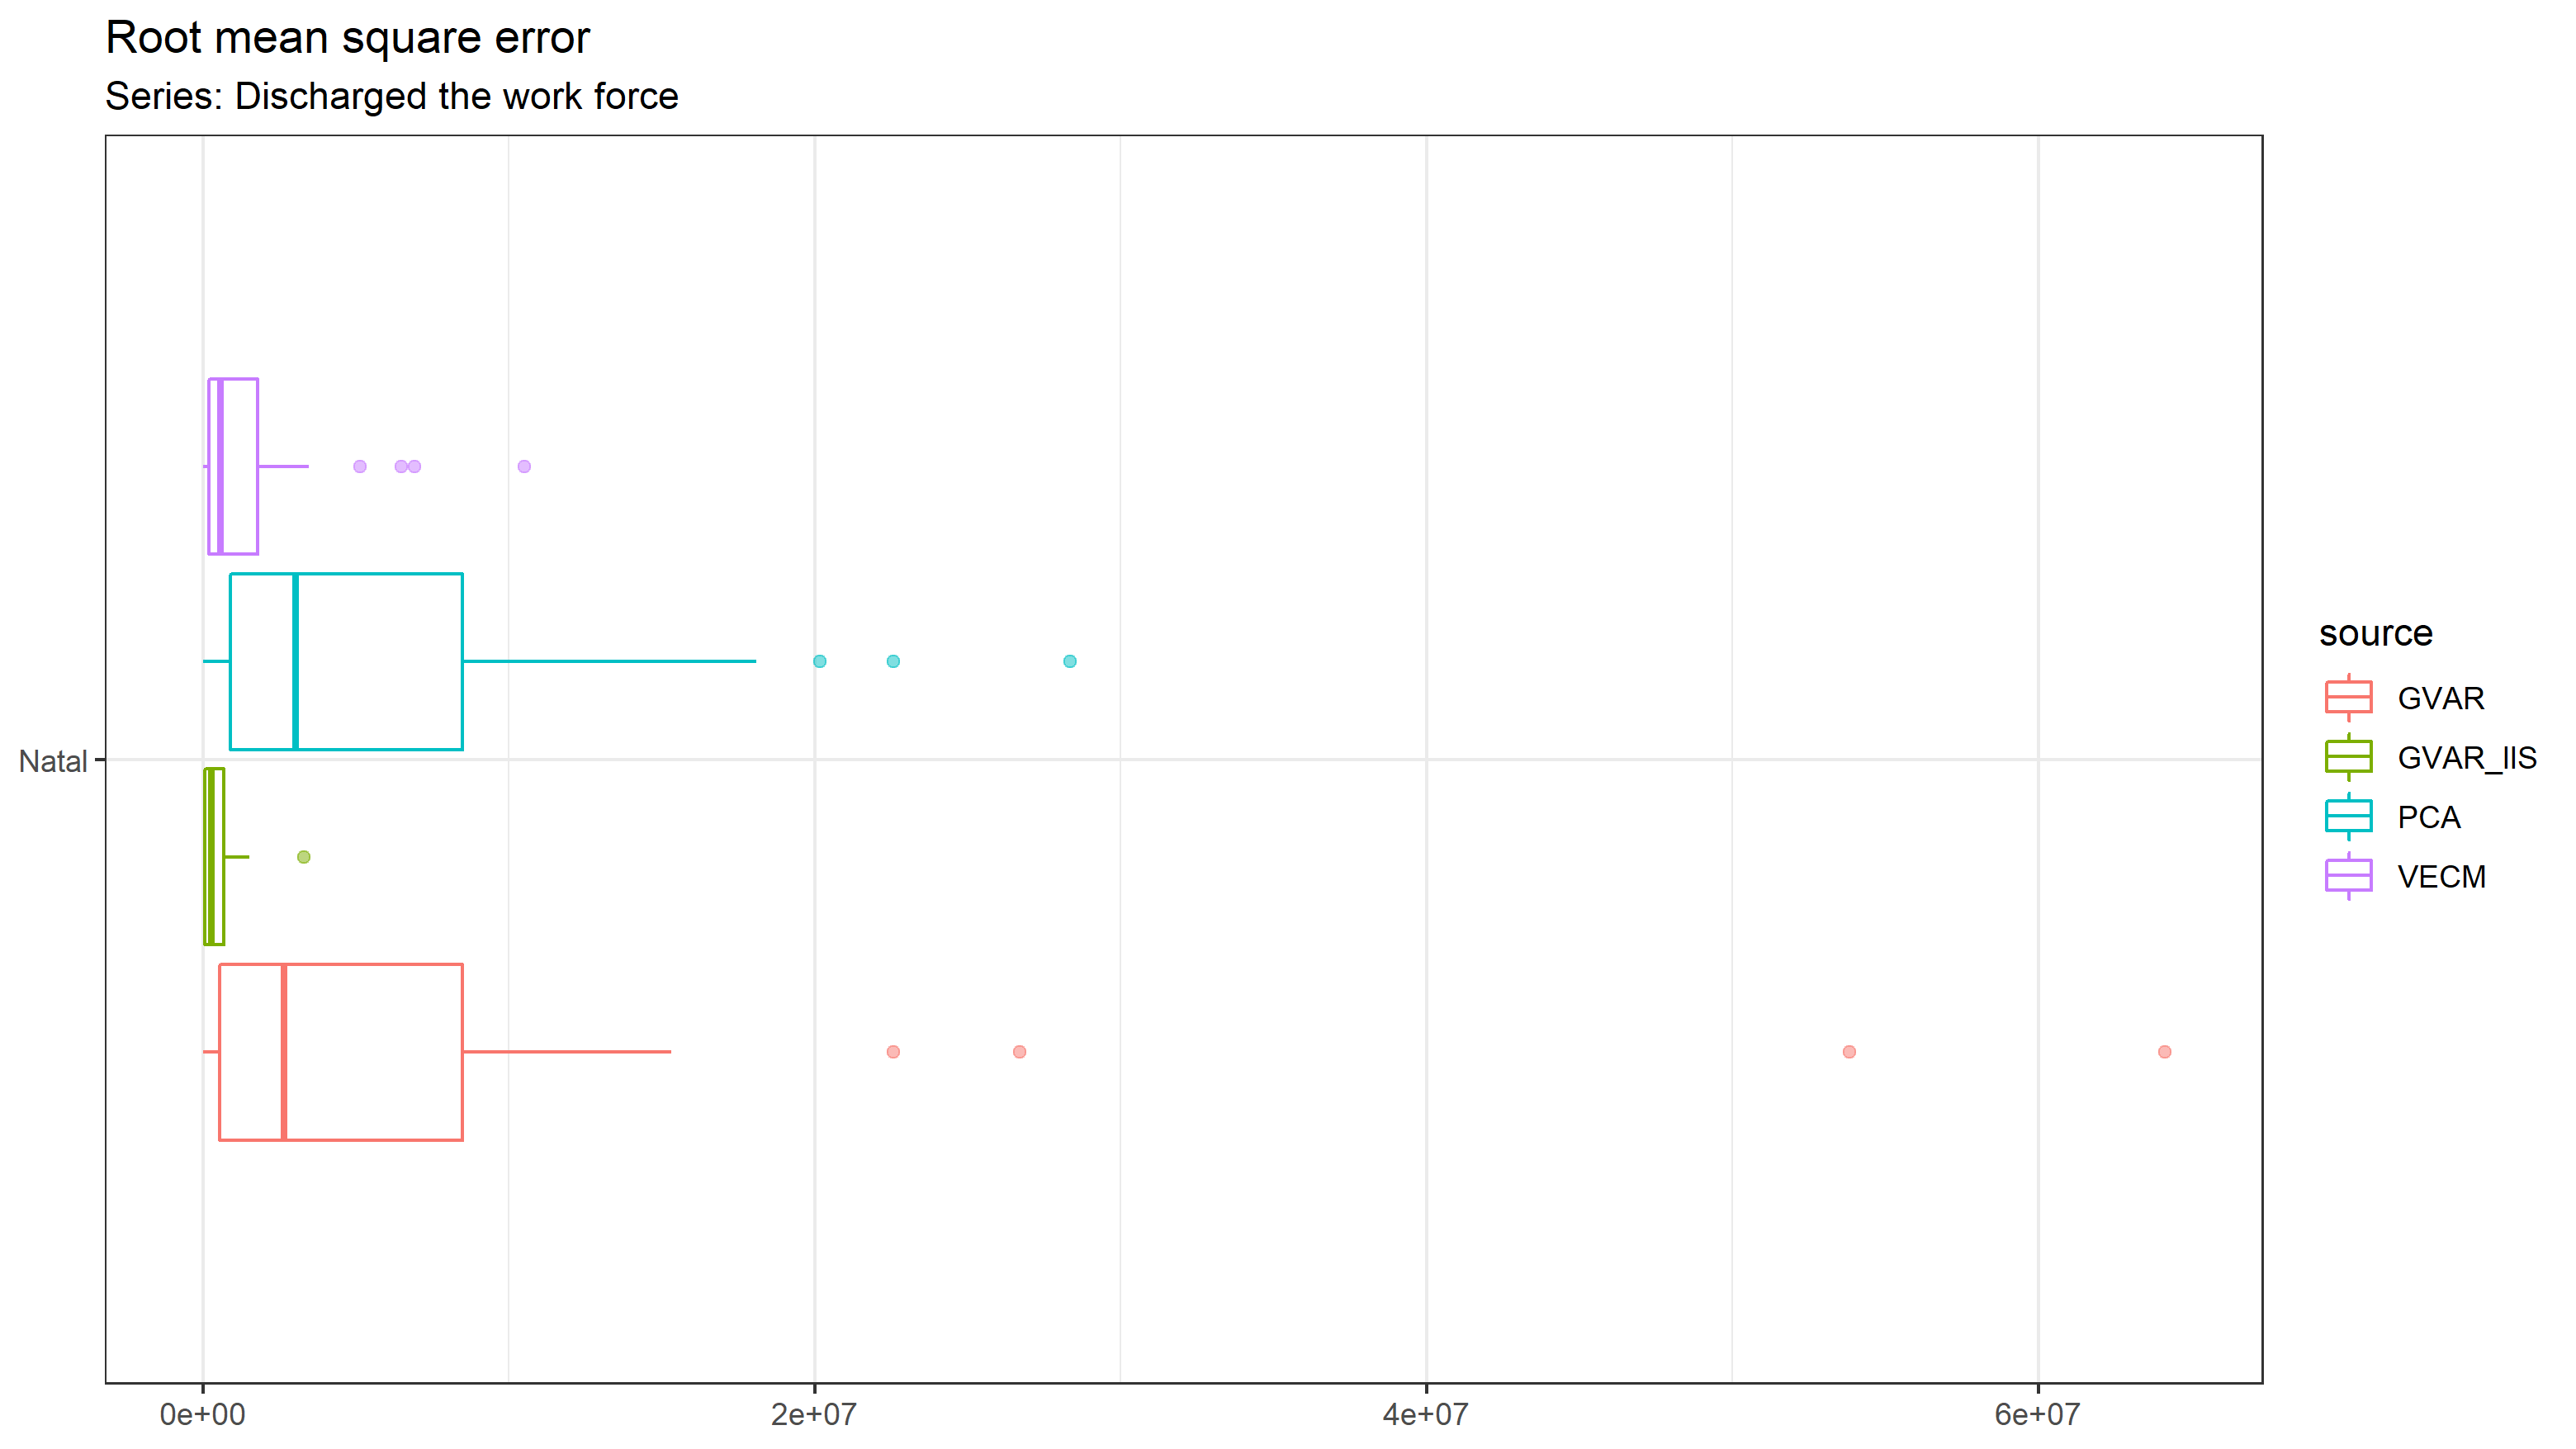 Root mean square error
Series: Discharged the work force
Natal
0e+00
2e+07
4e+07
6e+07
source
GVAR
GVAR_IIS
PCA
VECM